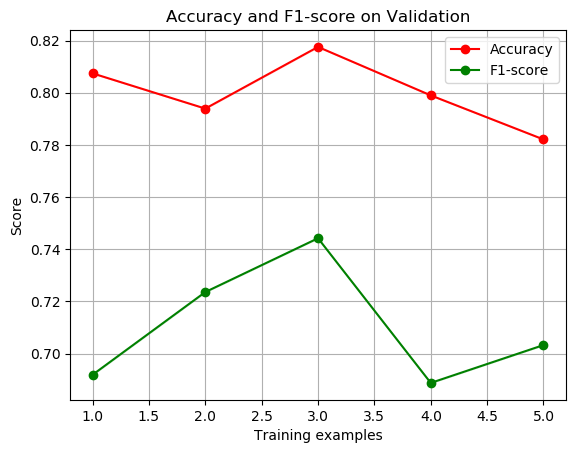 Accuracy and F1-score on Validation
Accuracy
F1-score
0.82
0.80
0.78
0.76
0.74
0.72
0.70
Score
1.0 1.5 2.0 2.5 3.0 3.5 4.0 4.5 5.0
Training examples